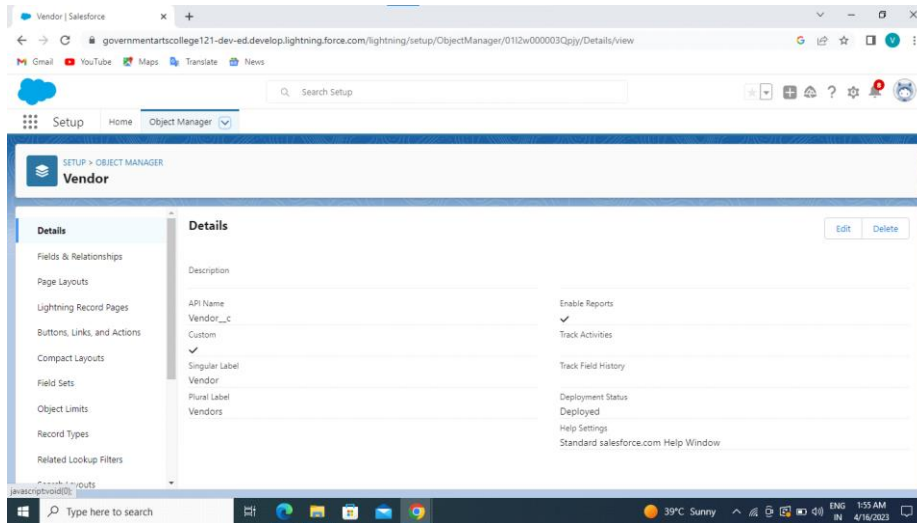 Vendor | Salesforce
governmentartscollege121-dev-ed.develop.lightning.force.com/lightning/setup/ObjectManager/01I2w000003Qpjy/Details/view
V
Gmail YouTube Maps Translate News
Search Setup
8
Setup Home Object Manager
SETUP > OBJECT MANAGER
Vendor
Details
Fields & Relationships
Page Layouts
Lightning Record Pages
Buttons, Links, and Actions
Compact Layouts
Field Sets
Object Limits
Record Types
Related Lookup Filters
Search Layouts
Details
Edit Delete
Description
API Name
Vendor__c
Custom
Singular Label
Vendor
Plural Label
Vendors
Enable Reports
Track Activities
Track Field History
Deployment Status
Deployed
Help Settings
Standard salesforce.com Help Window
javascript:void(0);
Type here to search
39°C Sunny
ENG
IN
1:55 AM
4/16/2023